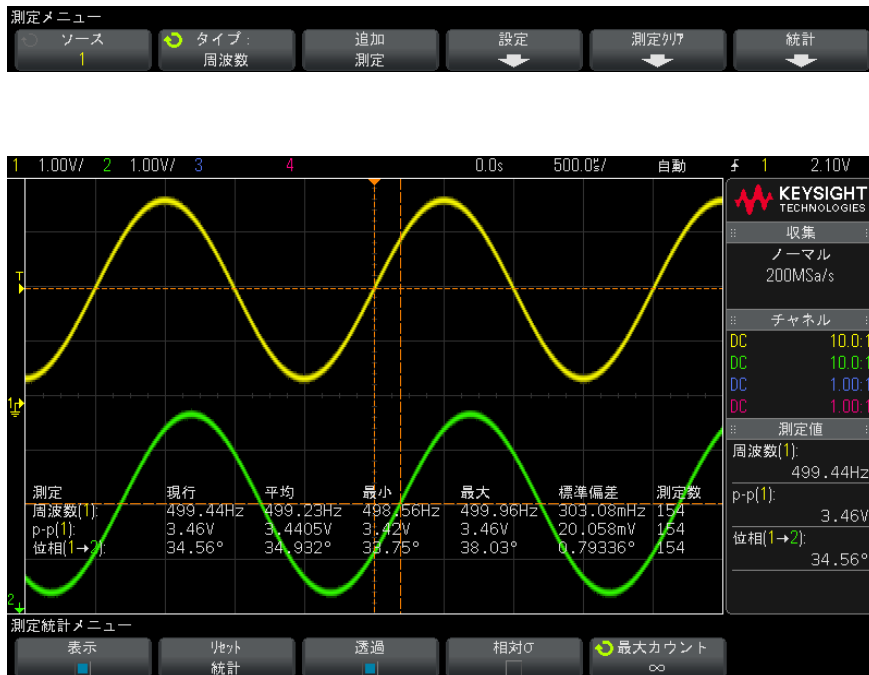 測定メニュー
ソース タイプ: 追加 設定 測定クリア 統計
1 周波数 測定
1 1.00V/ 2 1.00V/ 3 4 0.0s 500.0µs/ 自動 1 2.10V
KEYSIGHT
TECHNOLOGIES
収集
ノーマル
200MSa/s
チャネル
DC 10.0:1
DC 10.0:1
DC 1.00:1
DC 1.00:1
測定値
周波数(1):
499.44Hz
p-p(1):
3.46V
位相(1→2):
34.56°
T
1
2
測定 現行 平均 最小 最大 標準偏差 測定数
周波数(1): 499.44Hz 499.23Hz 498.56Hz 499.96Hz 303.08mHz 154
p-p(1): 3.46V 3.4405V 3.42V 3.46V 20.058mV 154
位相(1→2): 34.56° 34.932° 33.75° 38.03° 0.79336° 154
測定統計メニュー
表示 リセット 透過 相対σ 最大カウント
統計 ∞